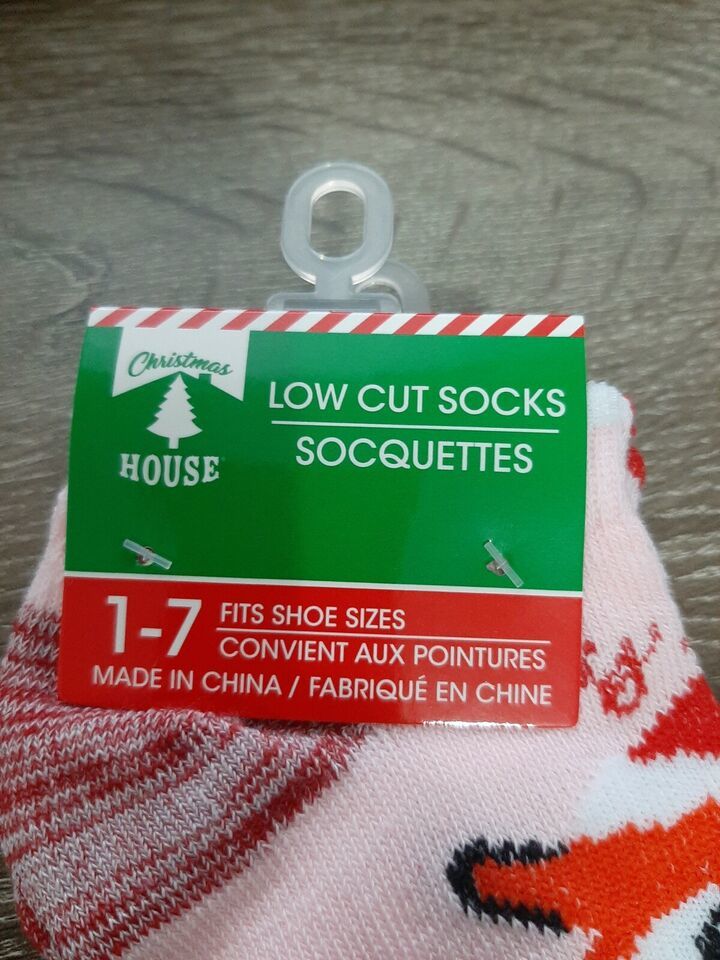 Christmas
HOUSE
LOW CUT SOCKS
SOCQUETTES
1-7
FITS SHOE SIZES
CONVIENT AUX POINTURES
MADE IN CHINA / FABRIQUÉ EN CHINE